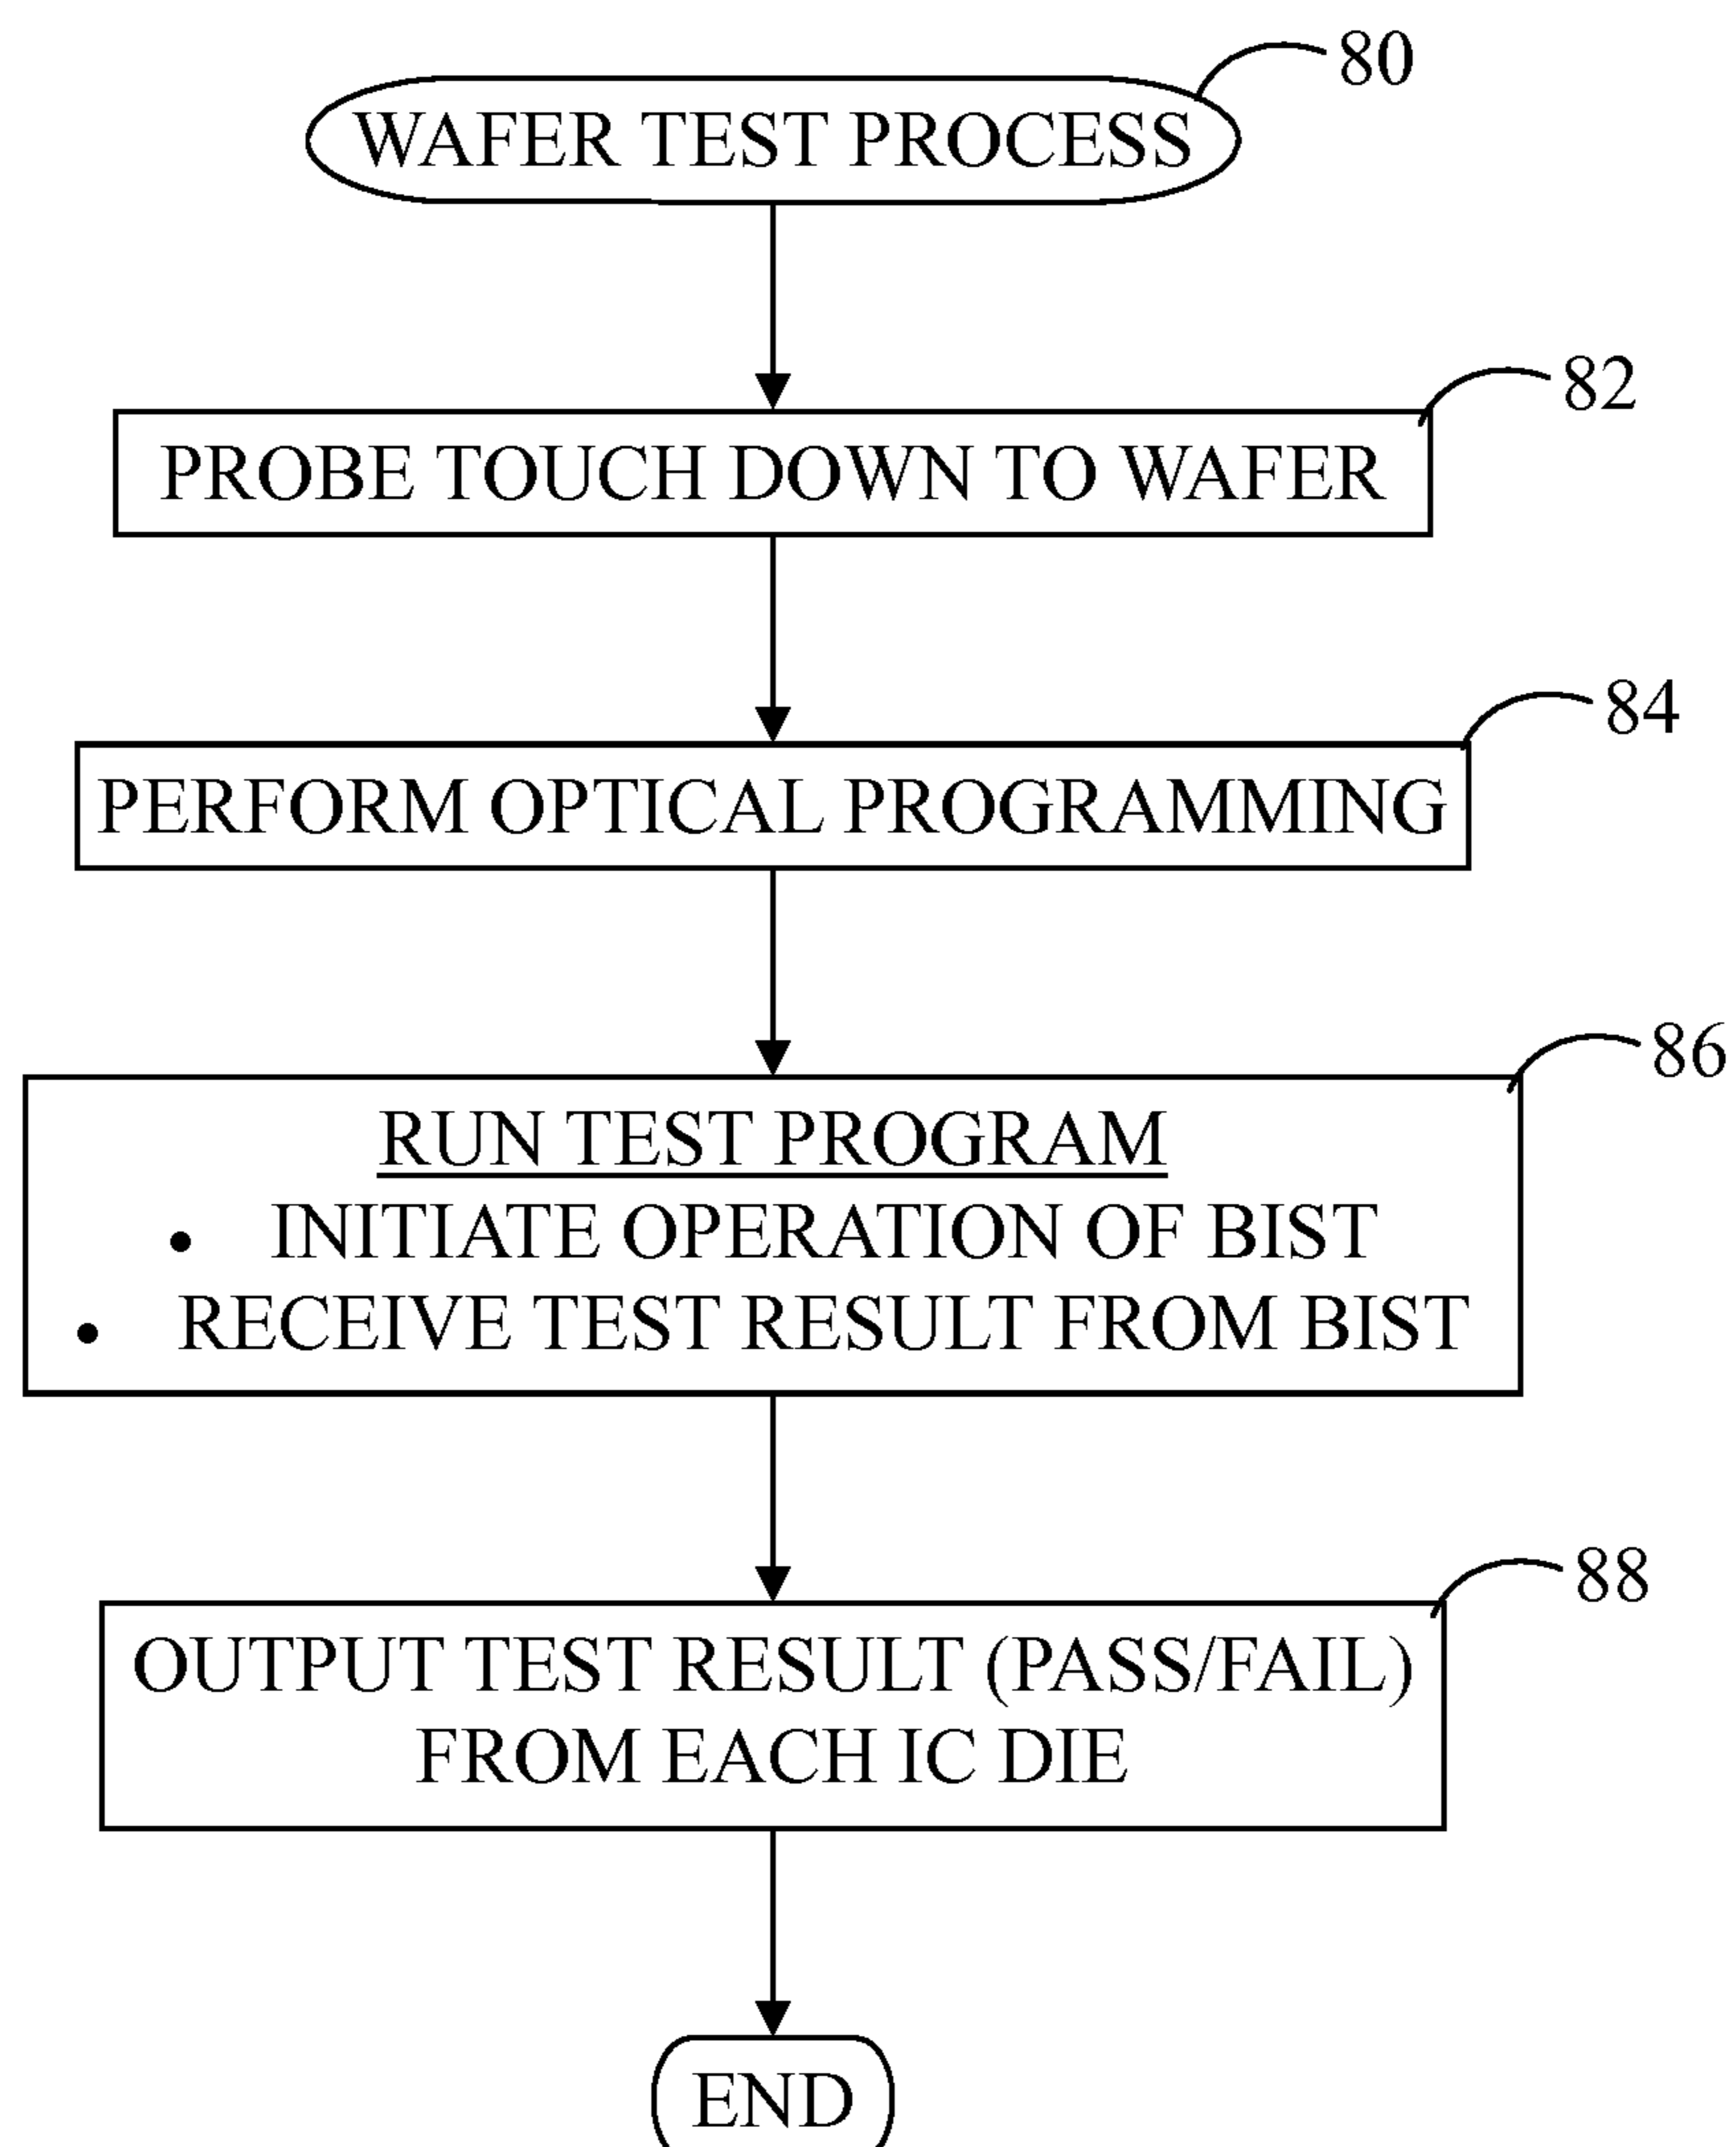 80
WAFER TEST PROCESS
82
PROBE TOUCH DOWN TO WAFER
84
PERFORM OPTICAL PROGRAMMING
86
RUN TEST PROGRAM
• INITIATE OPERATION OF BIST
• RECEIVE TEST RESULT FROM BIST
88
OUTPUT TEST RESULT (PASS/FAIL)
FROM EACH IC DIE
END